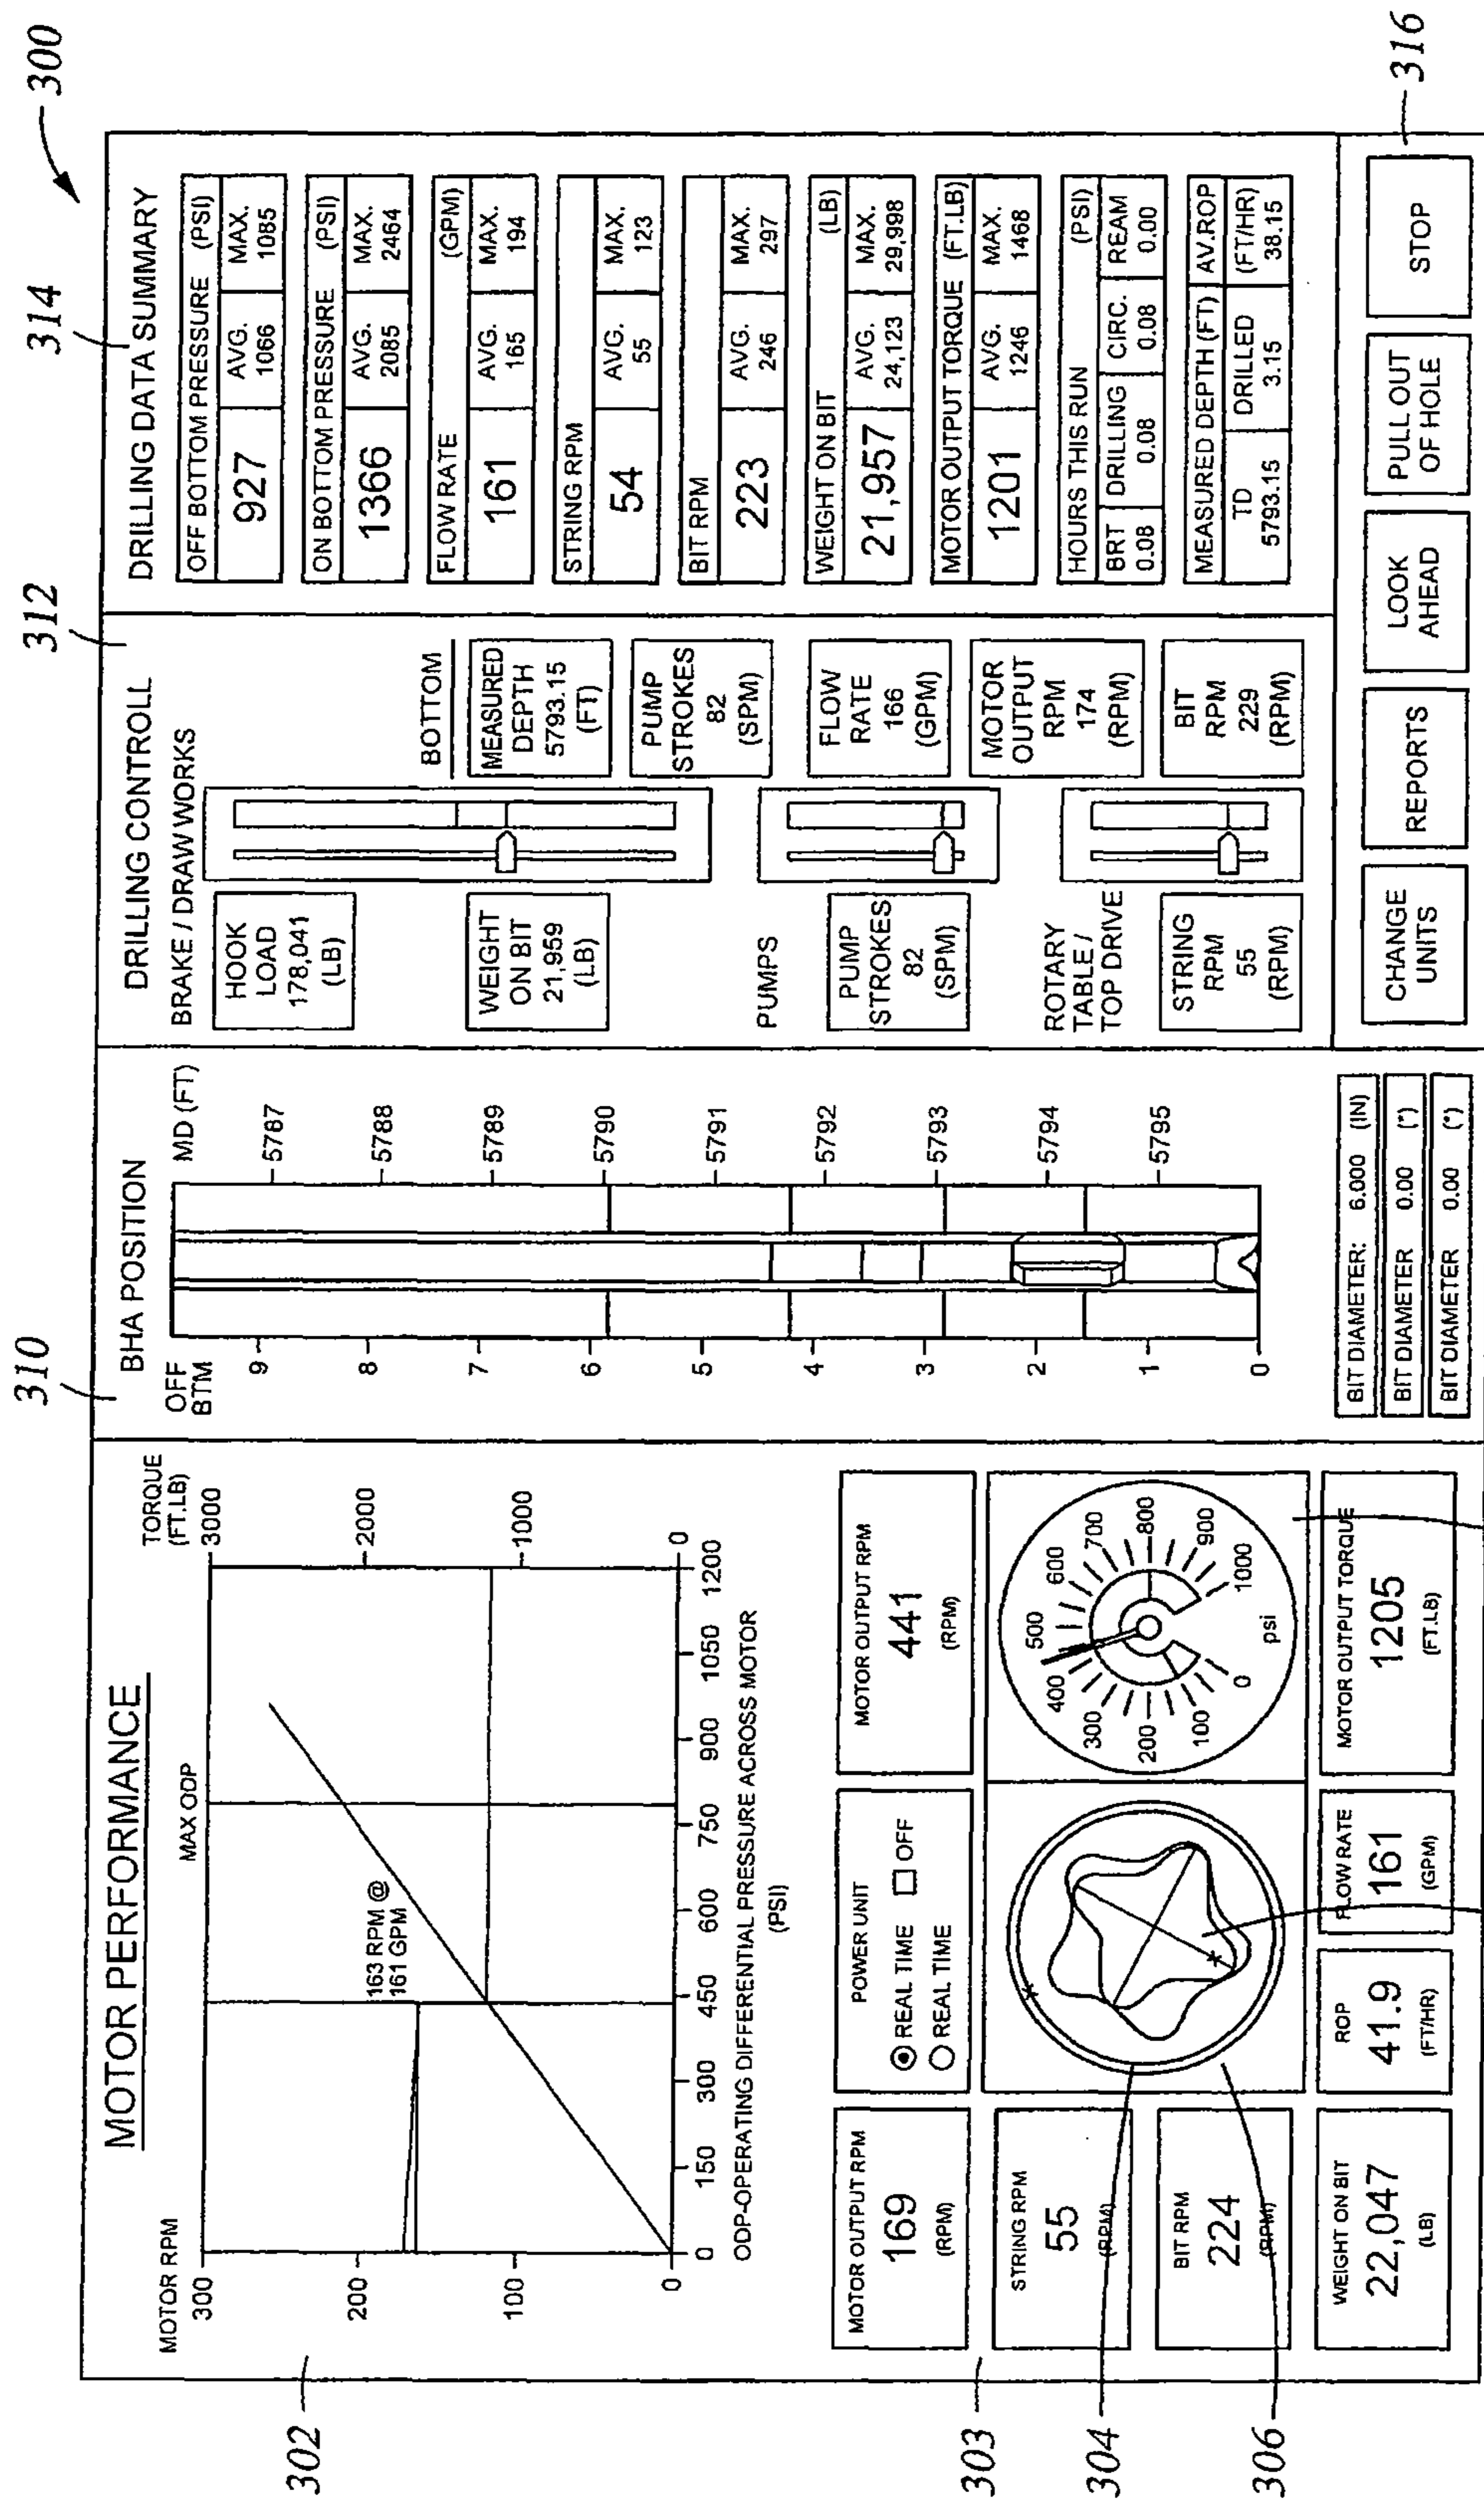 300
314
312
310
MOTOR PERFORMANCE
MOTOR RPM
MAX ODP
TORQUE
(FT.LB)
300
200
100
0
3000
2000
1000
0
163 RPM @
161 GPM
0 150 300 450 600 750 900 1050 1200
ODP-OPERATING DIFFERENTIAL PRESSURE ACROSS MOTOR
(PSI)
302
MOTOR OUTPUT RPM
169
(RPM)
POWER UNIT
REAL TIME
OFF
REAL TIME
MOTOR OUTPUT RPM
441
(RPM)
303
STRING RPM
55
(RPM)
304
BIT RPM
224
(RPM)
306
0
100
200
300
400
500
600
700
800
900
1000
psi
WEIGHT ON BIT
22,047
(LB)
ROP
41.9
(FT/HR)
FLOW RATE
161
(GPM)
MOTOR OUTPUT TORQUE
1205
(FT.LB)
BHA POSITION
OFF
BTM
MD (FT)
9
8
7
6
5
4
3
2
1
0
5787
5788
5789
5790
5791
5792
5793
5794
5795
BIT DIAMETER: 6.000 (IN)
BIT DIAMETER 0.00 (")
BIT DIAMETER 0.00 (")
DRILLING CONTROLL
BRAKE / DRAW WORKS
HOOK
LOAD
178,041
(LB)
WEIGHT
ON BIT
21,959
(LB)
BOTTOM
MEASURED
DEPTH
5793.15
(FT)
PUMP
STROKES
82
(SPM)
PUMPS
PUMP
STROKES
82
(SPM)
FLOW
RATE
166
(GPM)
MOTOR
OUTPUT
RPM
174
(RPM)
ROTARY
TABLE /
TOP DRIVE
STRING
RPM
55
(RPM)
BIT
RPM
229
(RPM)
DRILLING DATA SUMMARY
OFF BOTTOM PRESSURE (PSI)
927 AVG. 1066 MAX. 1085
ON BOTTOM PRESSURE (PSI)
1366 AVG. 2085 MAX. 2464
FLOW RATE (GPM)
161 AVG. 165 MAX. 194
STRING RPM
54 AVG. 55 MAX. 123
BIT RPM
223 AVG. 246 MAX. 297
WEIGHT ON BIT (LB)
21,957 AVG. 24,123 MAX. 29,998
MOTOR OUTPUT TORQUE (FT.LB)
1201 AVG. 1246 MAX. 1468
HOURS THIS RUN (PSI)
BRT DRILLING CIRC. REAM
0.08 0.08 0.08 0.00
MEASURED DEPTH (FT) AV.ROP
TD DRILLED (FT/HR)
5793.15 3.15 38.15
CHANGE
UNITS
REPORTS
LOOK
AHEAD
PULL OUT
OF HOLE
STOP
316